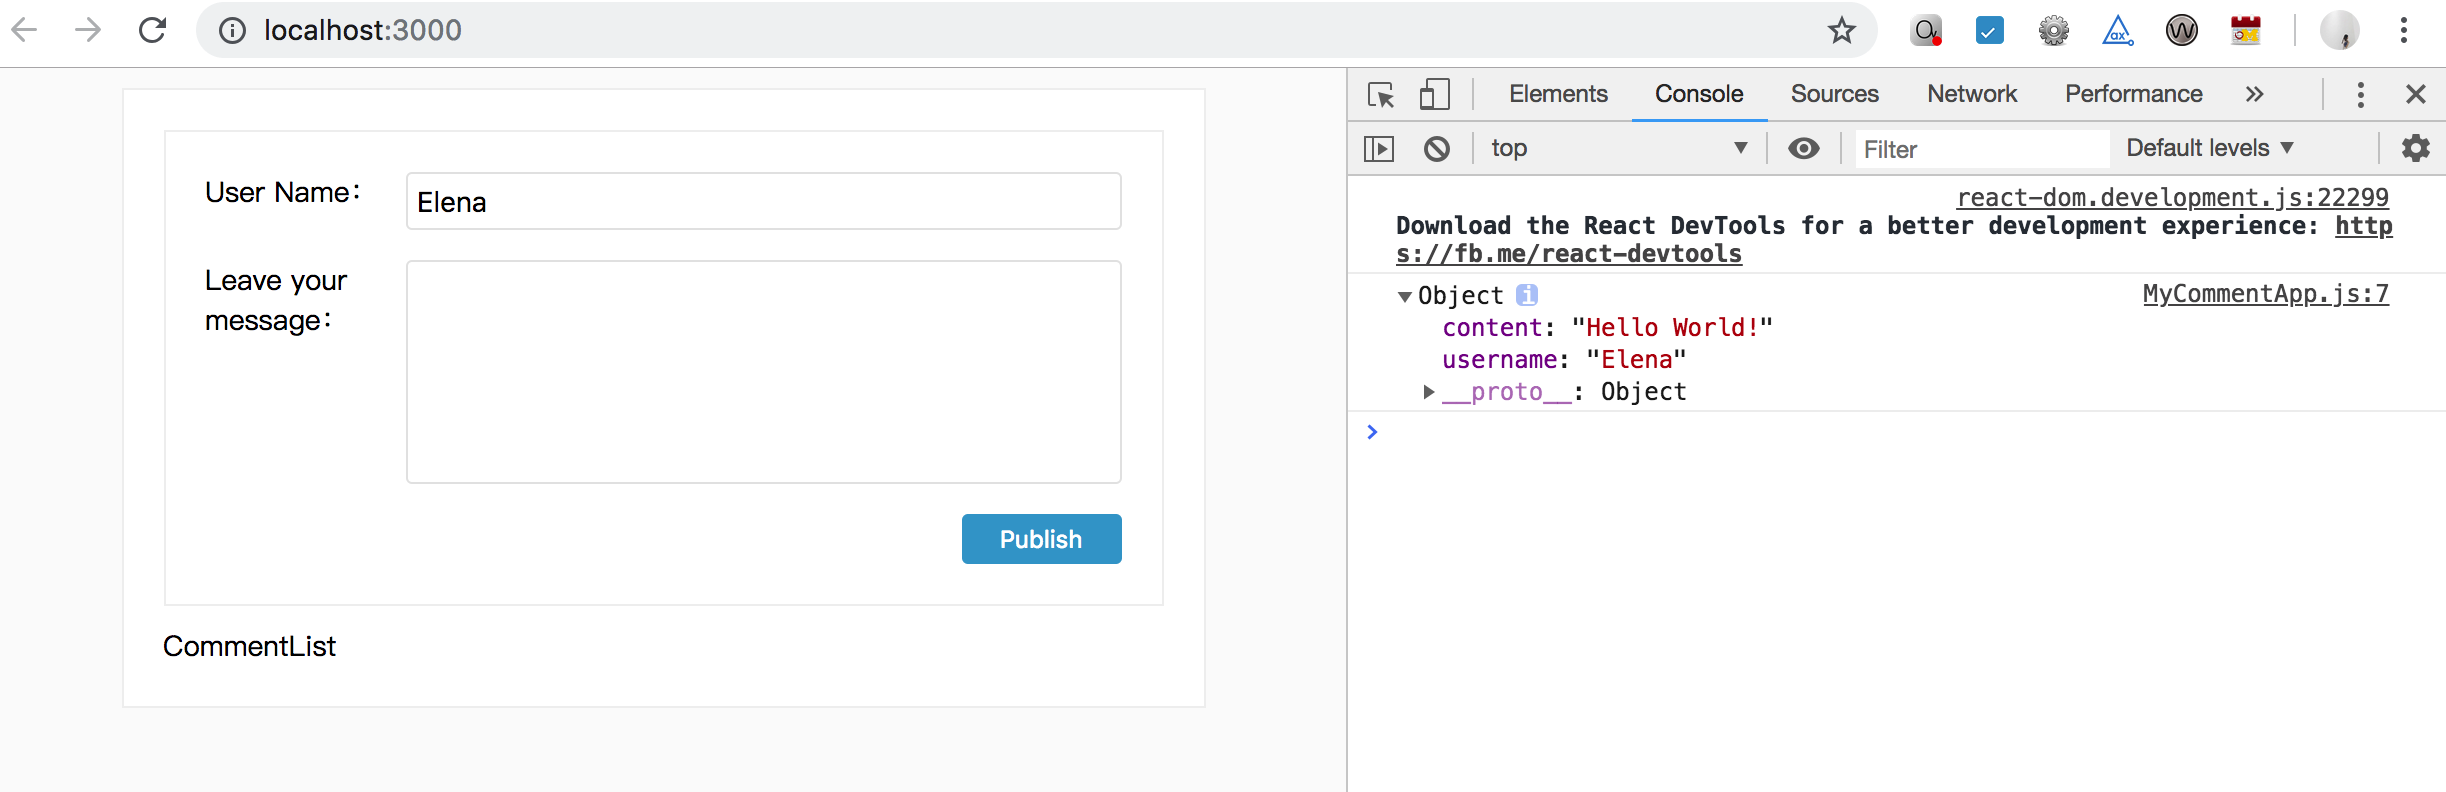 localhost:3000
User Name:
Elena
Leave your
message:
Publish
CommentList
Elements Console Sources Network Performance »
top Filter Default levels
react-dom.development.js:22299
Download the React DevTools for a better development experience: http
s://fb.me/react-devtools
Object i MyCommentApp.js:7
content: "Hello World!"
username: "Elena"
__proto__: Object